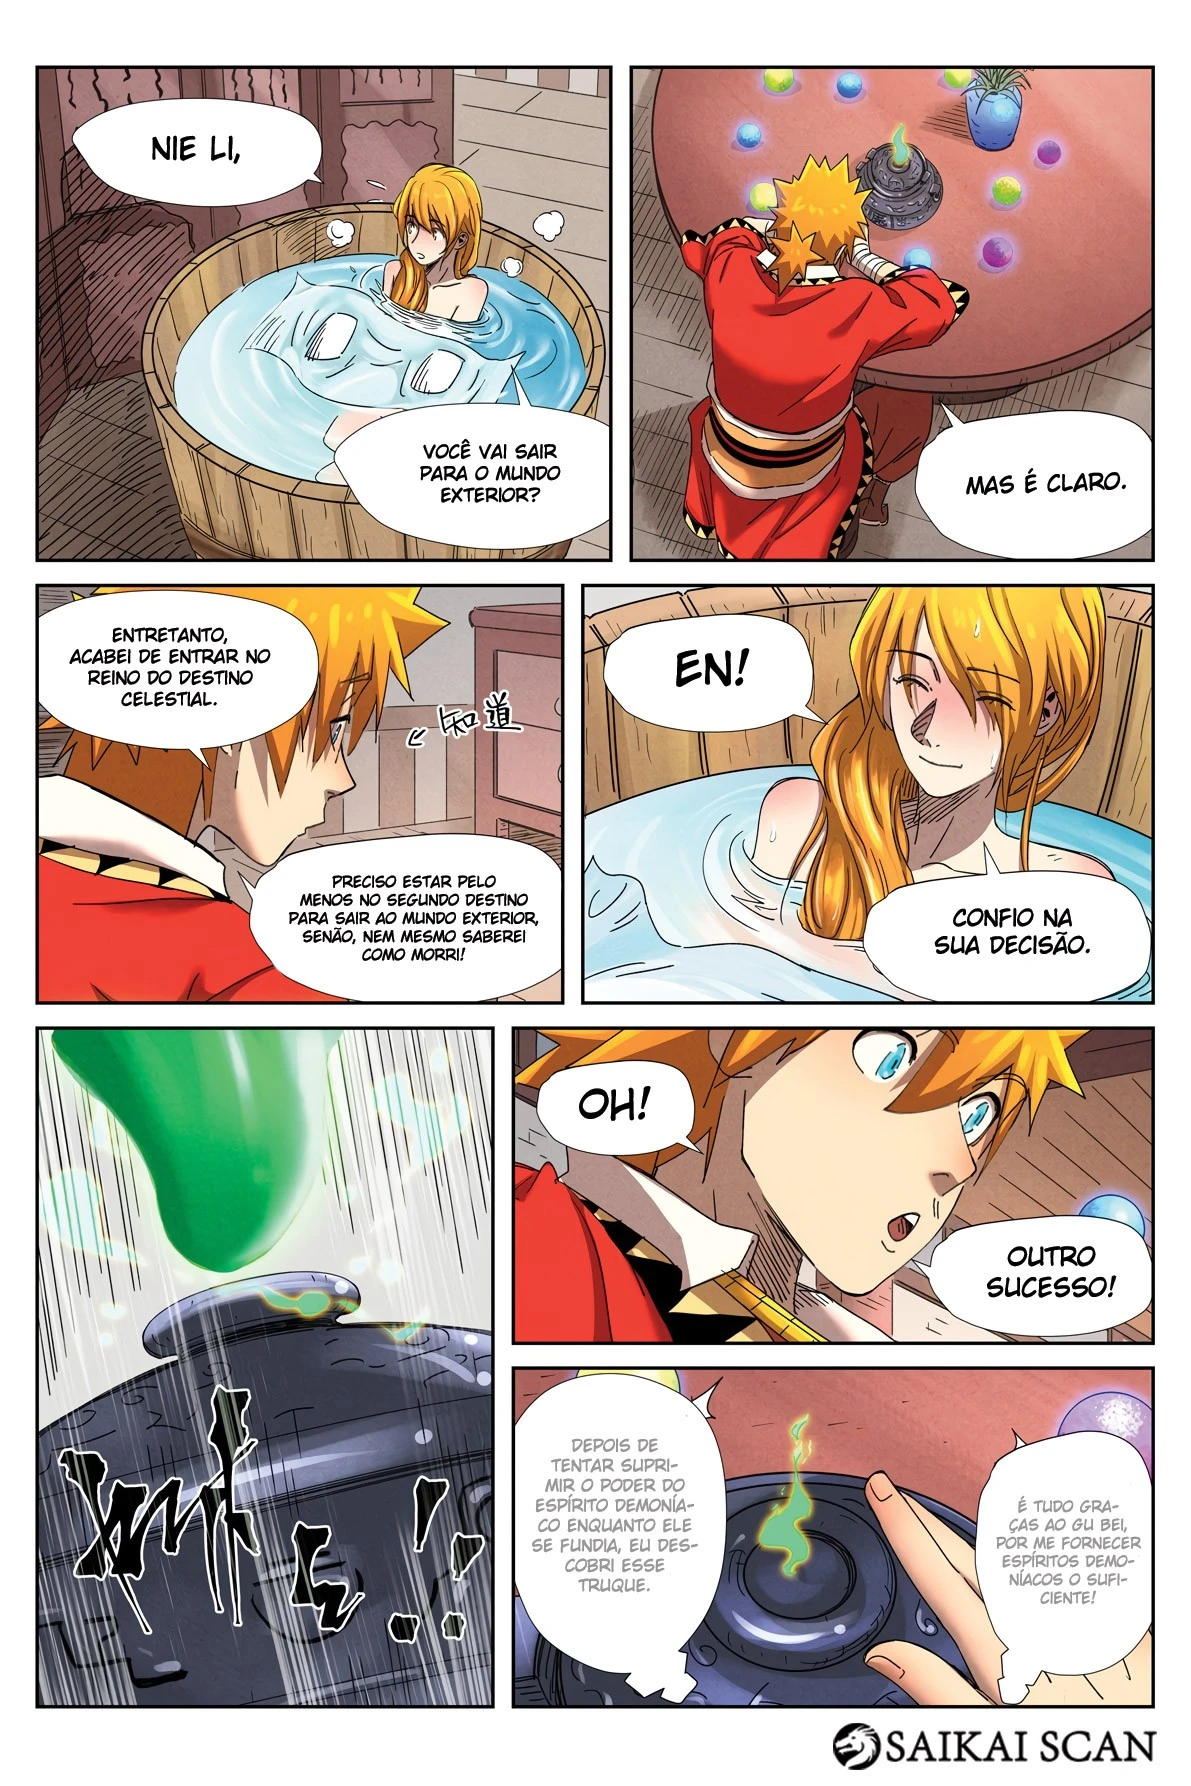 NIE LI,
VOCÊ VAI SAIR
PARA O MUNDO
EXTERIOR?
MAS É CLARO.
ENTRETANTO,
ACABEI DE ENTRAR NO
REINO DO DESTINO
CELESTIAL.
知道
PRECISO ESTAR PELO
MENOS NO SEGUNDO DESTINO
PARA SAIR AO MUNDO EXTERIOR,
SENÃO, NEM MESMO SABEREI
COMO MORRI!
EN!
CONFIO NA
SUA DECISÃO.
OH!
OUTRO
SUCESSO!
DEPOIS DE
TENTAR SUPRI-
MIR O PODER DO
ESPÍRITO DEMONÍA-
CO ENQUANTO ELE
SE FUNDIA, EU DES-
COBRI ESSE
TRUQUE.
É TUDO GRA-
ÇAS AO GU BEI,
POR ME FORNECER
ESPÍRITOS DEMO-
NÍACOS O SUFI-
CIENTE!
SAIKAI SCAN